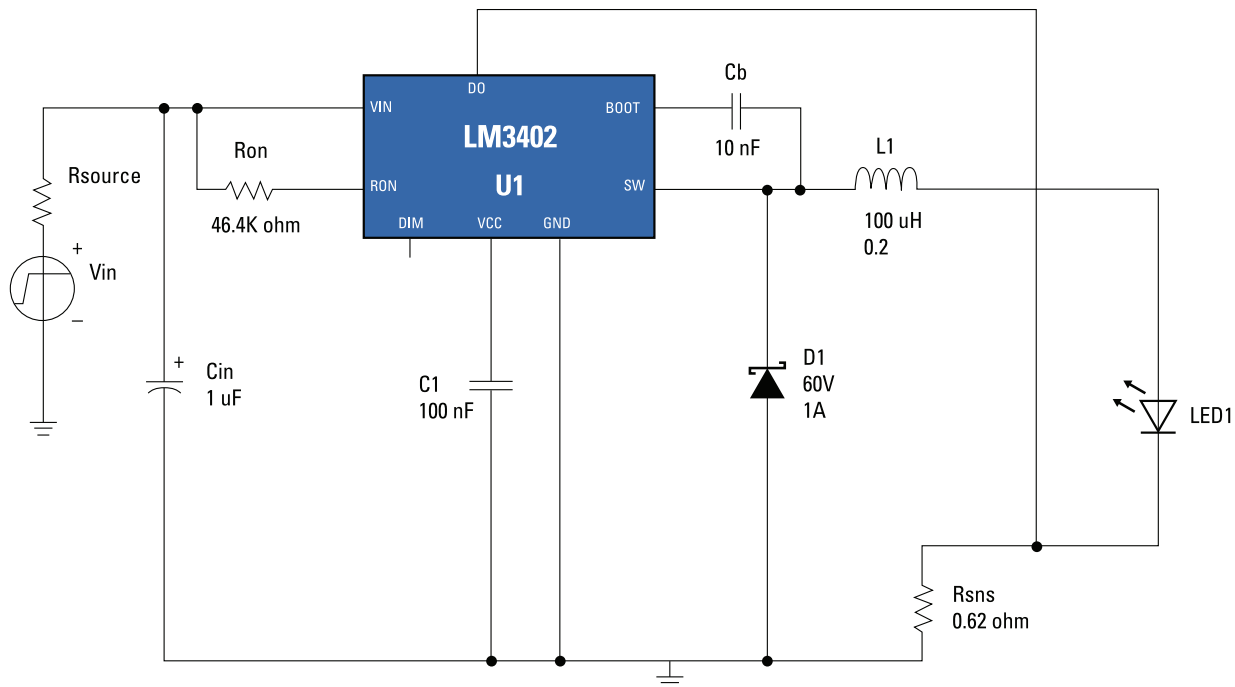 DO
VIN
BOOT
LM3402
U1
RON
SW
DIM
VCC
GND
Cb
10 nF
L1
100 uH
0.2
Ron
46.4K ohm
Rsource
+
Vin
–
+
Cin
1 uF
C1
100 nF
D1
60V
1A
LED1
Rsns
0.62 ohm